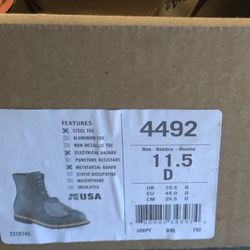 FEATURES
☒ STEEL TOE
☐ ALUMINUM TOE
☐ NON-METALLIC TOE
☒ ELECTRICAL HAZARD
☐ PUNCTURE RESISTANT
☒ METATARSAL GUARD
☐ STATIC DISSIPATIVE
☐ WATERPROOF
☐ INSULATED
USA
4492
Men - Hombre - Homme
11.5
D
UK 10.5 D
EU 45.0 D
CM 29.5 D